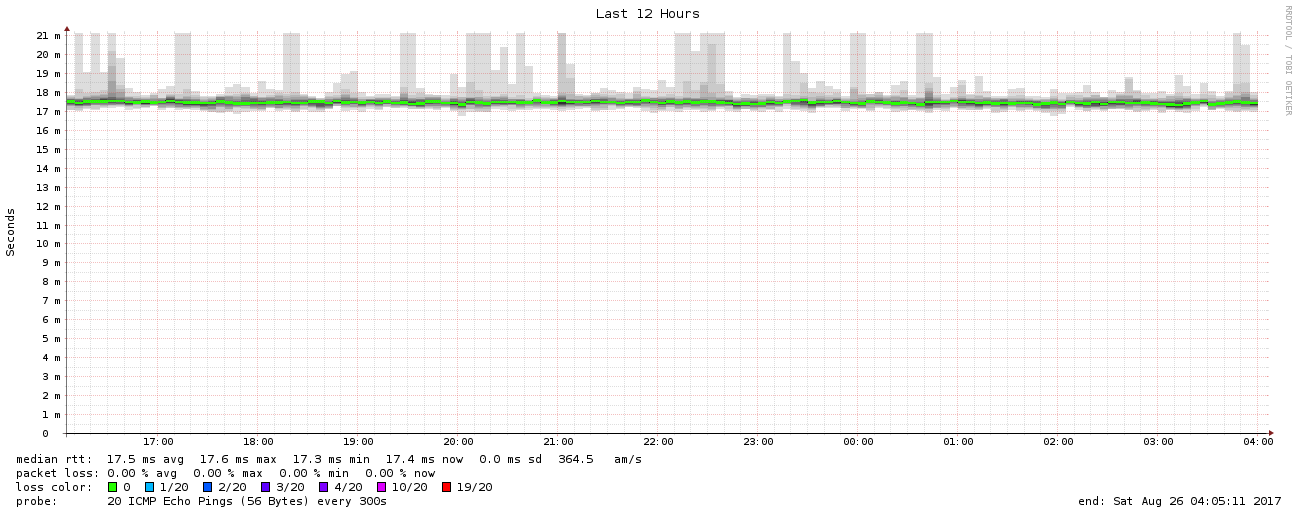 Last 12 Hours
RRDTOOL / TOBI OETIKER
21 m
20 m
19 m
18 m
17 m
16 m
15 m
14 m
13 m
12 m
11 m
10 m
9 m
8 m
7 m
6 m
5 m
4 m
3 m
2 m
1 m
0
Seconds
17:00 18:00 19:00 20:00 21:00 22:00 23:00 00:00 01:00 02:00 03:00 04:00
median rtt: 17.5 ms avg 17.6 ms max 17.3 ms min 17.4 ms now 0.0 ms sd 364.5 am/s
packet loss: 0.00 % avg 0.00 % max 0.00 % min 0.00 % now
loss color: 0 1/20 2/20 3/20 4/20 10/20 19/20
probe: 20 ICMP Echo Pings (56 Bytes) every 300s end: Sat Aug 26 04:05:11 2017